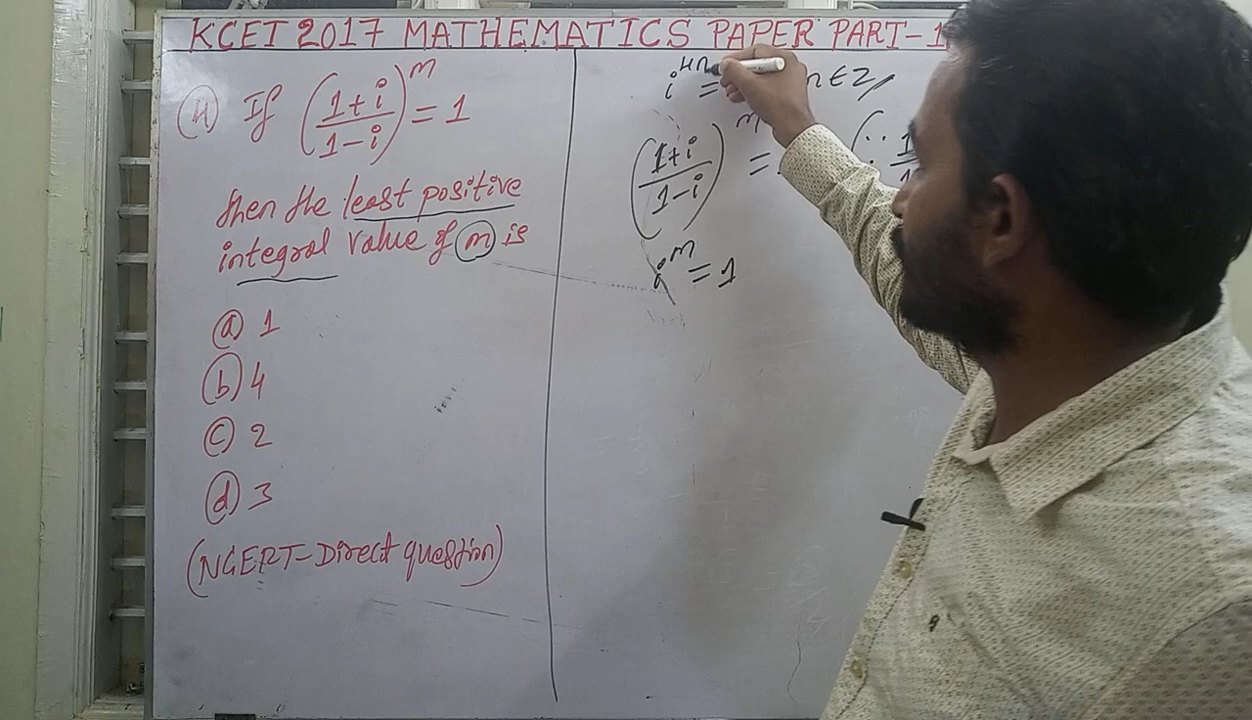 KCET 2017 MATHEMATICS PAPER PART-1
(4) If ((1+i)/(1-i))^m = 1
then the least positive
integral value of m is
(a) 1
(b) 4
(c) 2
(d) 3
(NCERT-Direct question)
i^4n = n∈Z
((1+i)/(1-i))^m =
i^m = 1